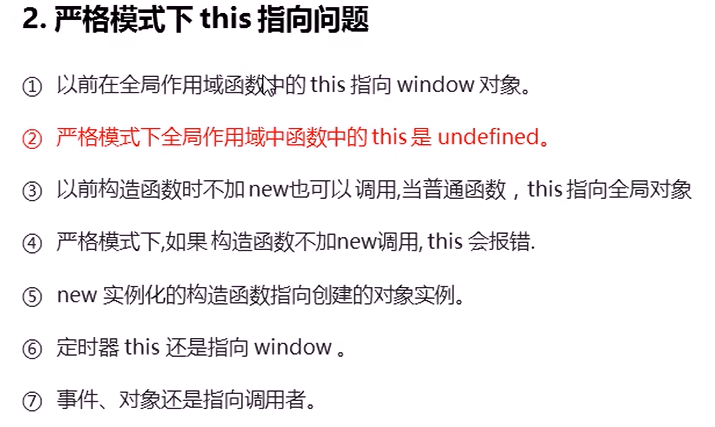 2. 严格模式下 this 指向问题
① 以前在全局作用域函数中的 this 指向 window 对象。
② 严格模式下全局作用域中函数中的 this 是 undefined。
③ 以前构造函数时不加 new也可以 调用,当普通函数，this 指向全局对象
④ 严格模式下,如果 构造函数不加new调用, this 会报错.
⑤ new 实例化的构造函数指向创建的对象实例。
⑥ 定时器 this 还是指向 window 。
⑦ 事件、对象还是指向调用者。